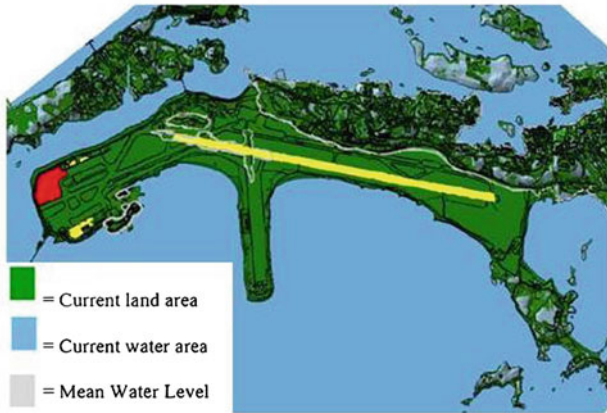 = Current land area
= Current water area
= Mean Water Level